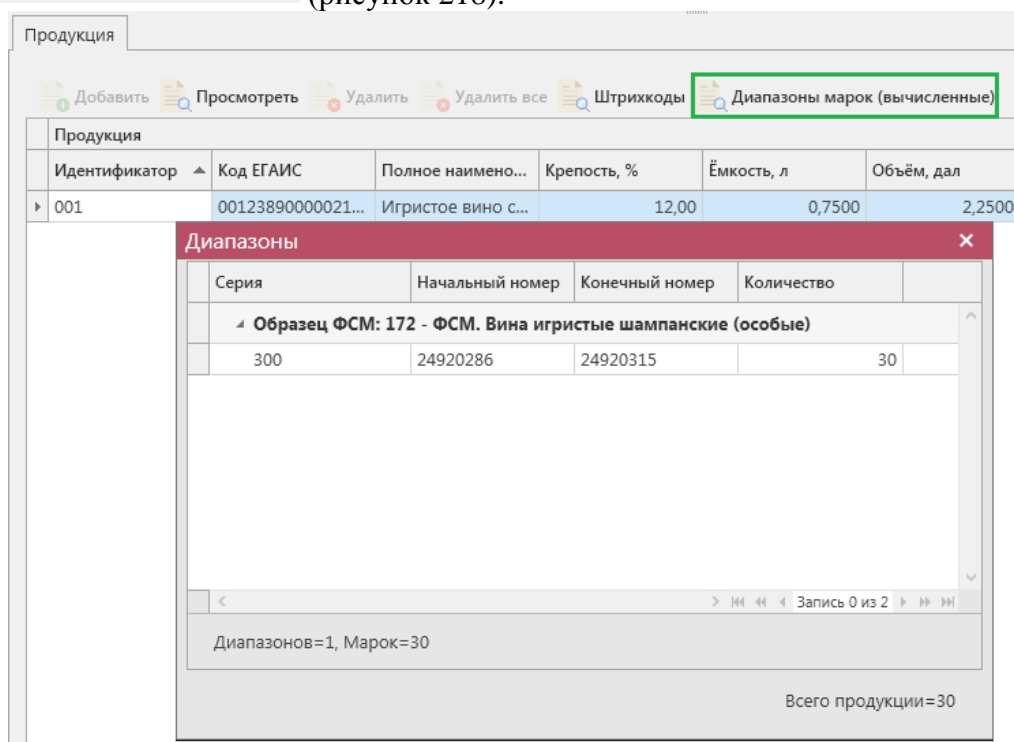 (рисунок 218).
Продукция
Добавить Просмотреть Удалить Удалить все Штрихкоды Диапазоны марок (вычисленные)
Продукция
Идентификатор Код ЕГАИС Полное наимено... Крепость, % Ёмкость, л Объём, дал
001 00123890000021... Игристое вино с... 12,00 0,7500 2,2500
Диапазоны
Серия Начальный номер Конечный номер Количество
Образец ФСМ: 172 - ФСМ. Вина игристые шампанские (особые)
300 24920286 24920315 30
Запись 0 из 2
Диапазонов=1, Марок=30
Всего продукции=30